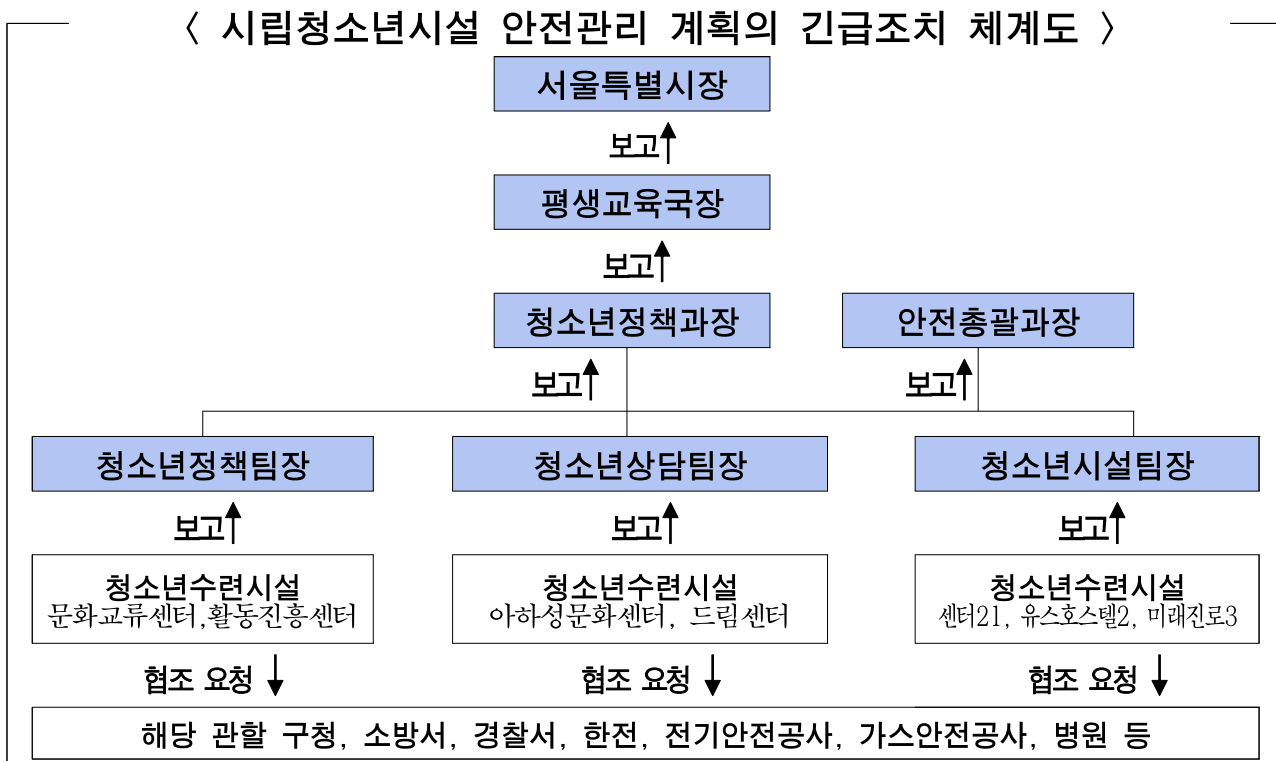 〈 시립청소년시설 안전관리 계획의 긴급조치 체계도 〉
서울특별시장
보고
평생교육국장
보고
청소년정책과장 안전총괄과장
보고 보고
청소년정책팀장 청소년상담팀장 청소년시설팀장
보고 보고 보고
청소년수련시설 청소년수련시설 청소년수련시설
문화교류센터,활동진흥센터 아하성문화센터, 드림센터 센터21, 유스호스텔2, 미래진로3
협조 요청 협조 요청 협조 요청
해당 관할 구청, 소방서, 경찰서, 한전, 전기안전공사, 가스안전공사, 병원 등